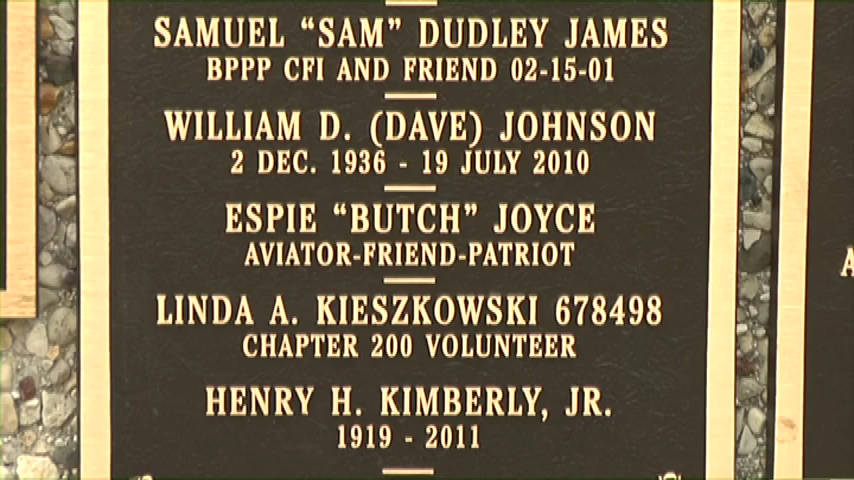 SAMUEL “SAM” DUDLEY JAMES
BPPP CFI AND FRIEND 02-15-01
WILLIAM D. (DAVE) JOHNSON
2 DEC. 1936 - 19 JULY 2010
ESPIE “BUTCH” JOYCE
AVIATOR-FRIEND-PATRIOT
LINDA A. KIESZKOWSKI 678498
CHAPTER 200 VOLUNTEER
HENRY H. KIMBERLY, JR.
1919 - 2011